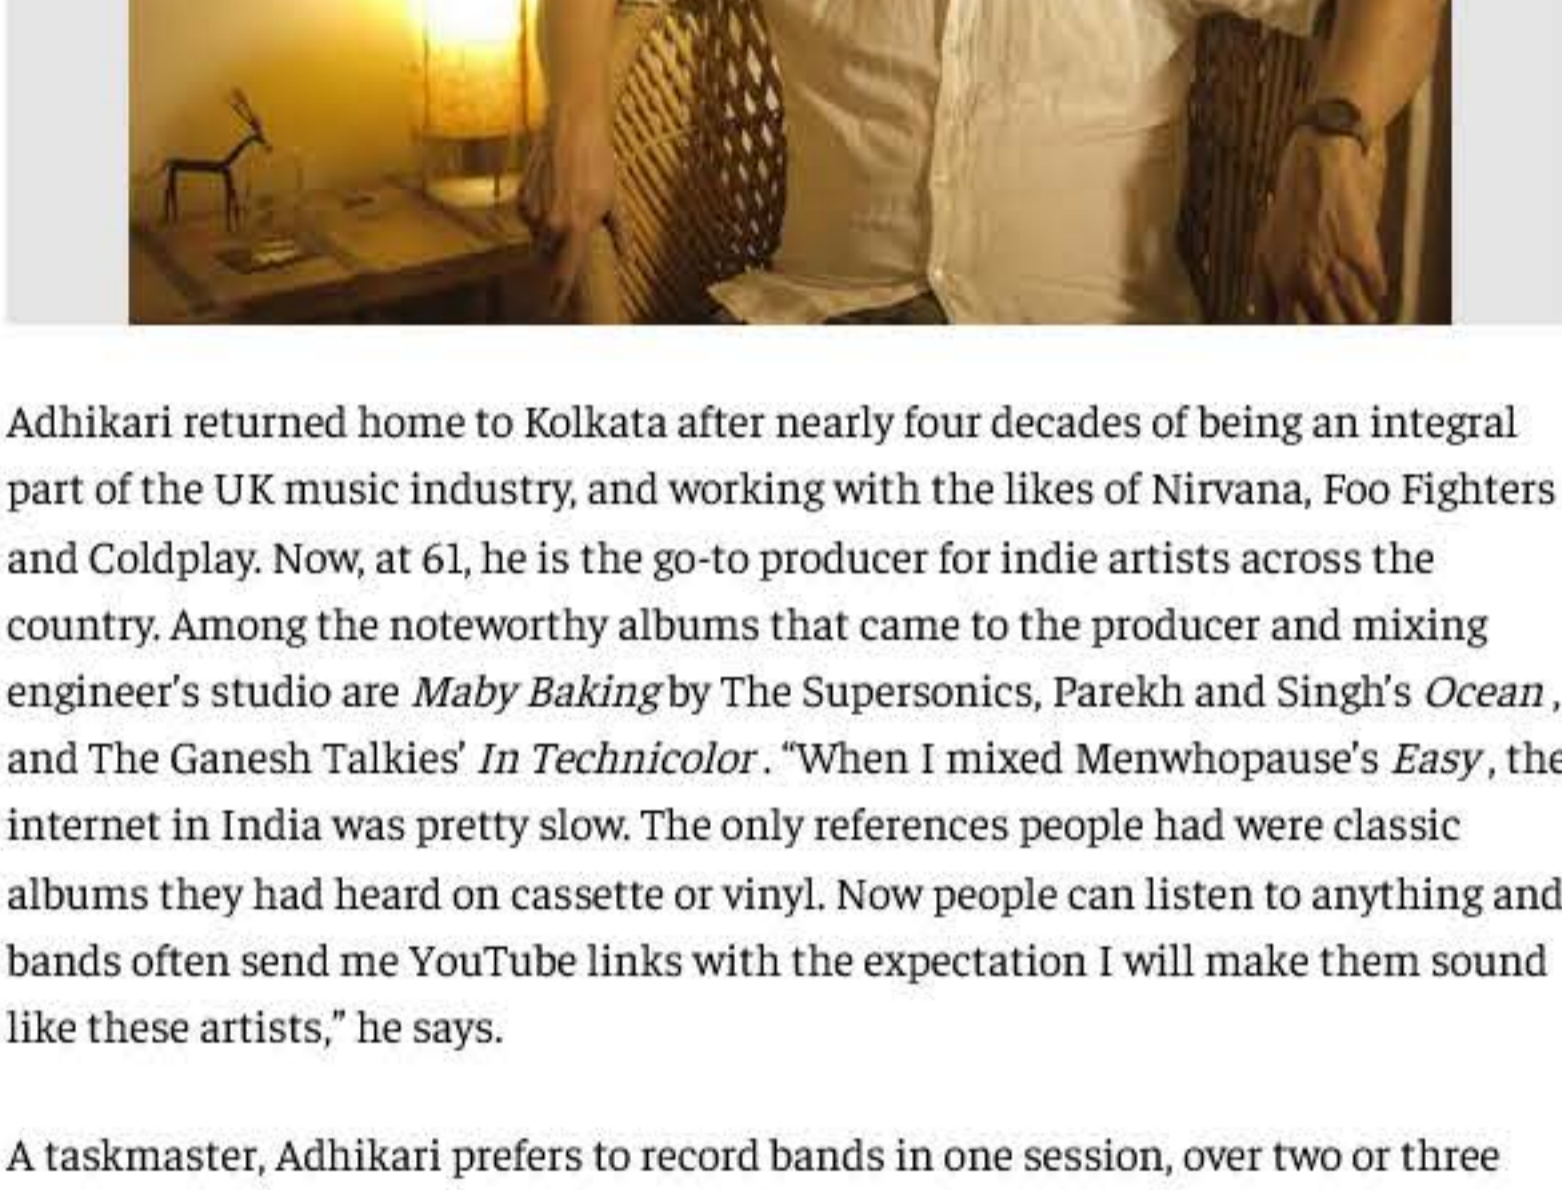 Adhikari returned home to Kolkata after nearly four decades of being an integral
part of the UK music industry, and working with the likes of Nirvana, Foo Fighters
and Coldplay. Now, at 61, he is the go-to producer for indie artists across the
country. Among the noteworthy albums that came to the producer and mixing
engineer's studio are Maby Baking by The Supersonics, Parekh and Singh's Ocean,
and The Ganesh Talkies' In Technicolor. “When I mixed Menwhopause's Easy, the
internet in India was pretty slow. The only references people had were classic
albums they had heard on cassette or vinyl. Now people can listen to anything and
bands often send me YouTube links with the expectation I will make them sound
like these artists,” he says.
A taskmaster, Adhikari prefers to record bands in one session, over two or three